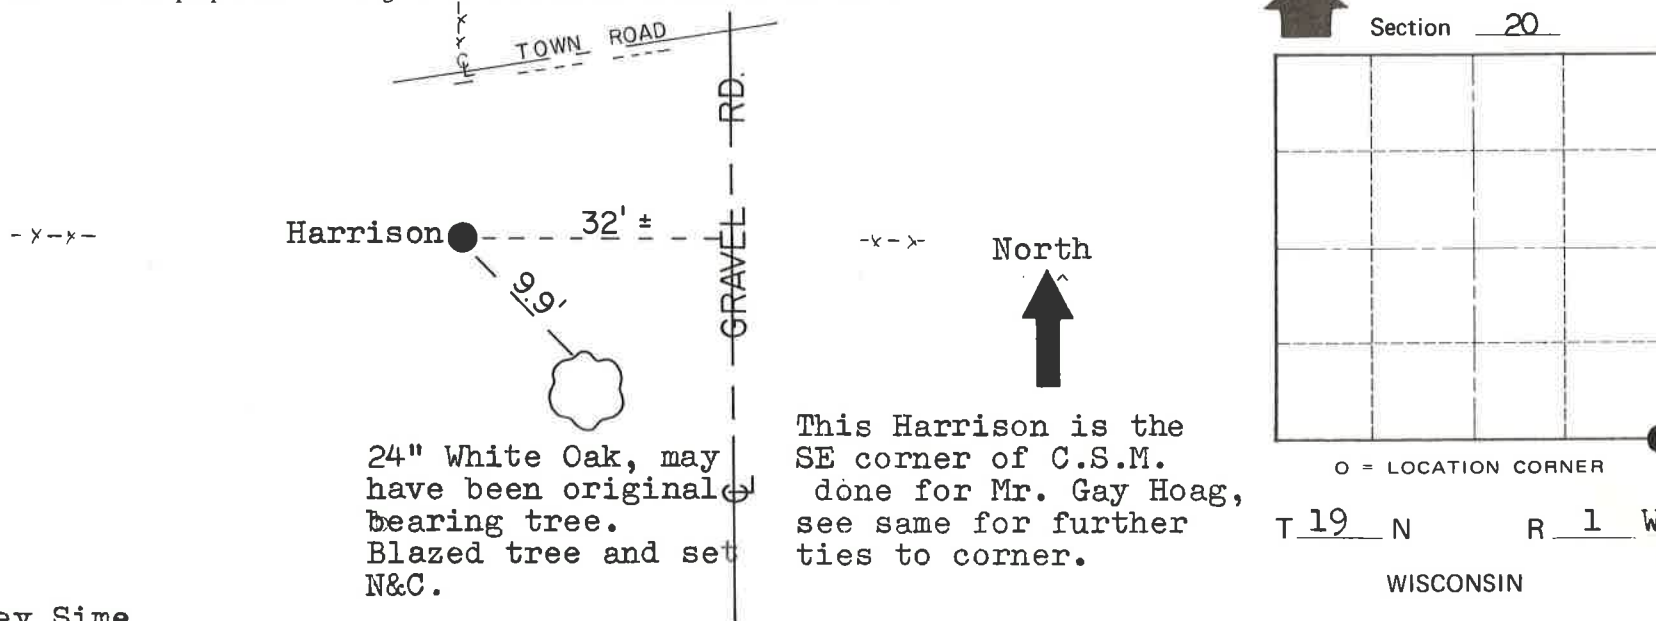 TOWN ROAD
℄
GRAVEL RD.
Harrison
32' ±
9.9'
℄
24" White Oak, may
have been original
bearing tree.
Blazed tree and set
N&C.
North
This Harrison is the
SE corner of C.S.M.
done for Mr. Gay Hoag,
see same for further
ties to corner.
Section 20
O = LOCATION CORNER
T 19 N R 1 W
WISCONSIN
Sime